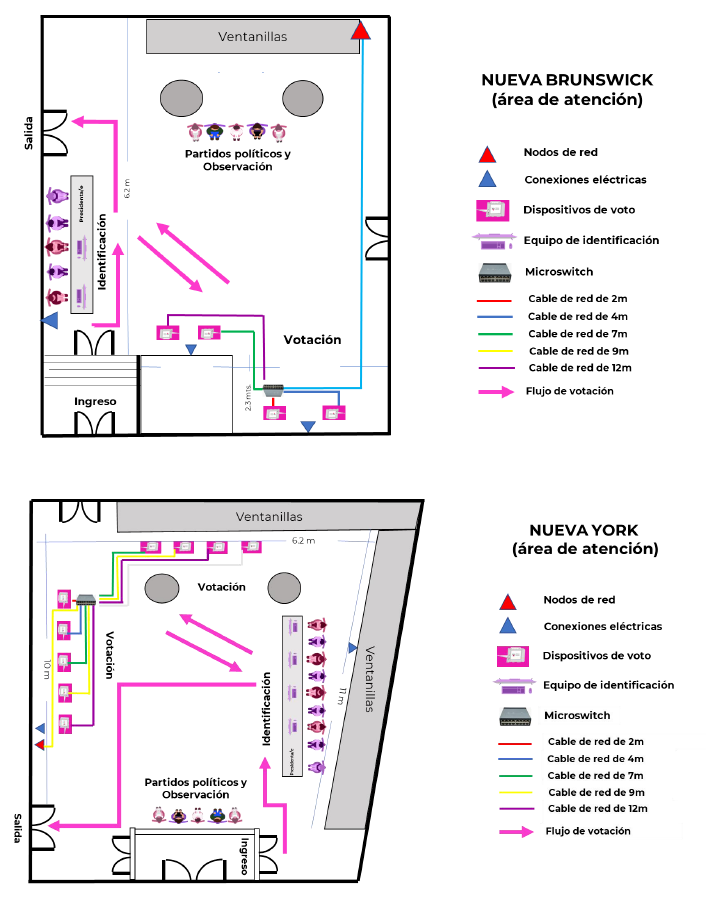 Ventanillas
Salida
6.2 m
Partidos políticos y
Observación
Presidente/e
Identificación
Votación
2.3 mts.
Ingreso
NUEVA BRUNSWICK
(área de atención)
Nodos de red
Conexiones eléctricas
Dispositivos de voto
Equipo de identificación
Microswitch
Cable de red de 2m
Cable de red de 4m
Cable de red de 7m
Cable de red de 9m
Cable de red de 12m
Flujo de votación
Ventanillas
6.2 m
Votación
Votación
10 m
Identificación
Ventanillas
11 m
Partidos políticos y
Observación
Salida
Ingreso
NUEVA YORK
(área de atención)
Nodos de red
Conexiones eléctricas
Dispositivos de voto
Equipo de identificación
Microswitch
Cable de red de 2m
Cable de red de 4m
Cable de red de 7m
Cable de red de 9m
Cable de red de 12m
Flujo de votación